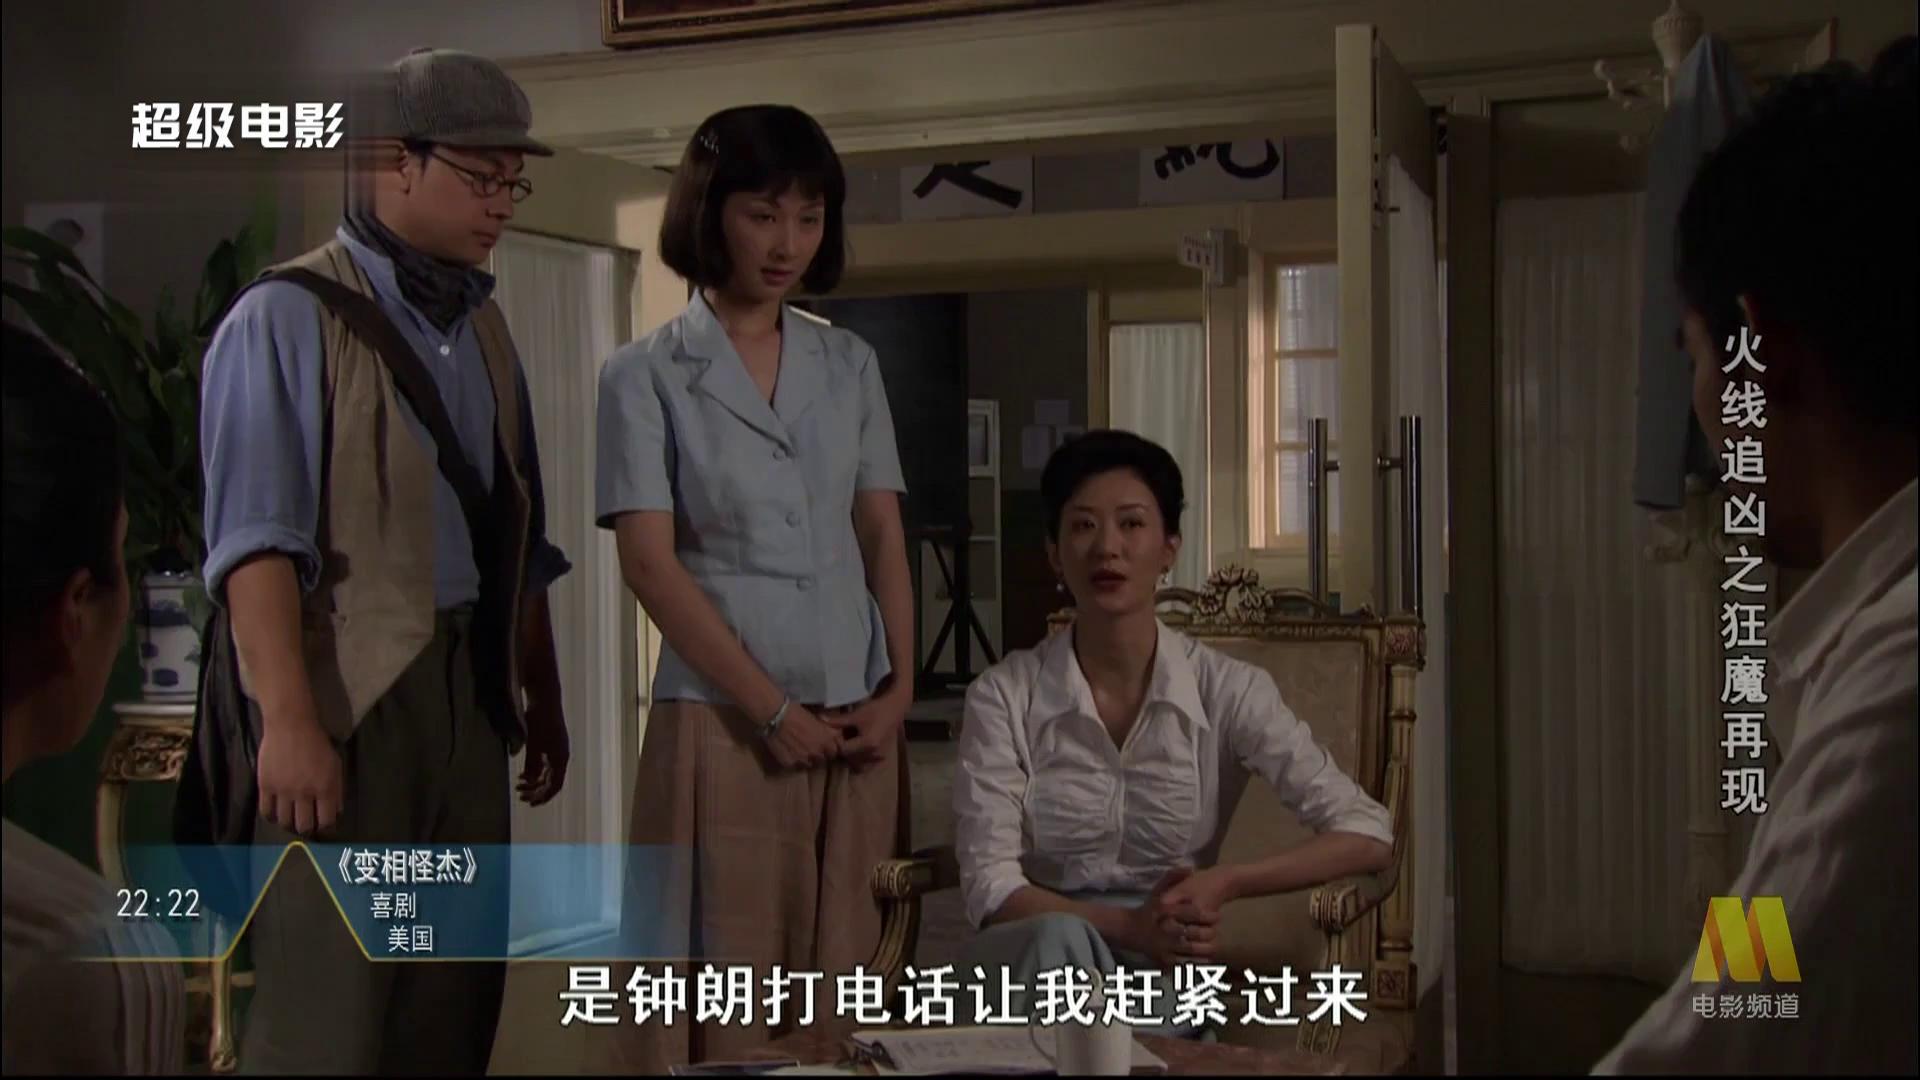 超级电影
火线追凶之狂魔再现
22:22
《变相怪杰》
喜剧
美国
是钟朗打电话让我赶紧过来
电影频道